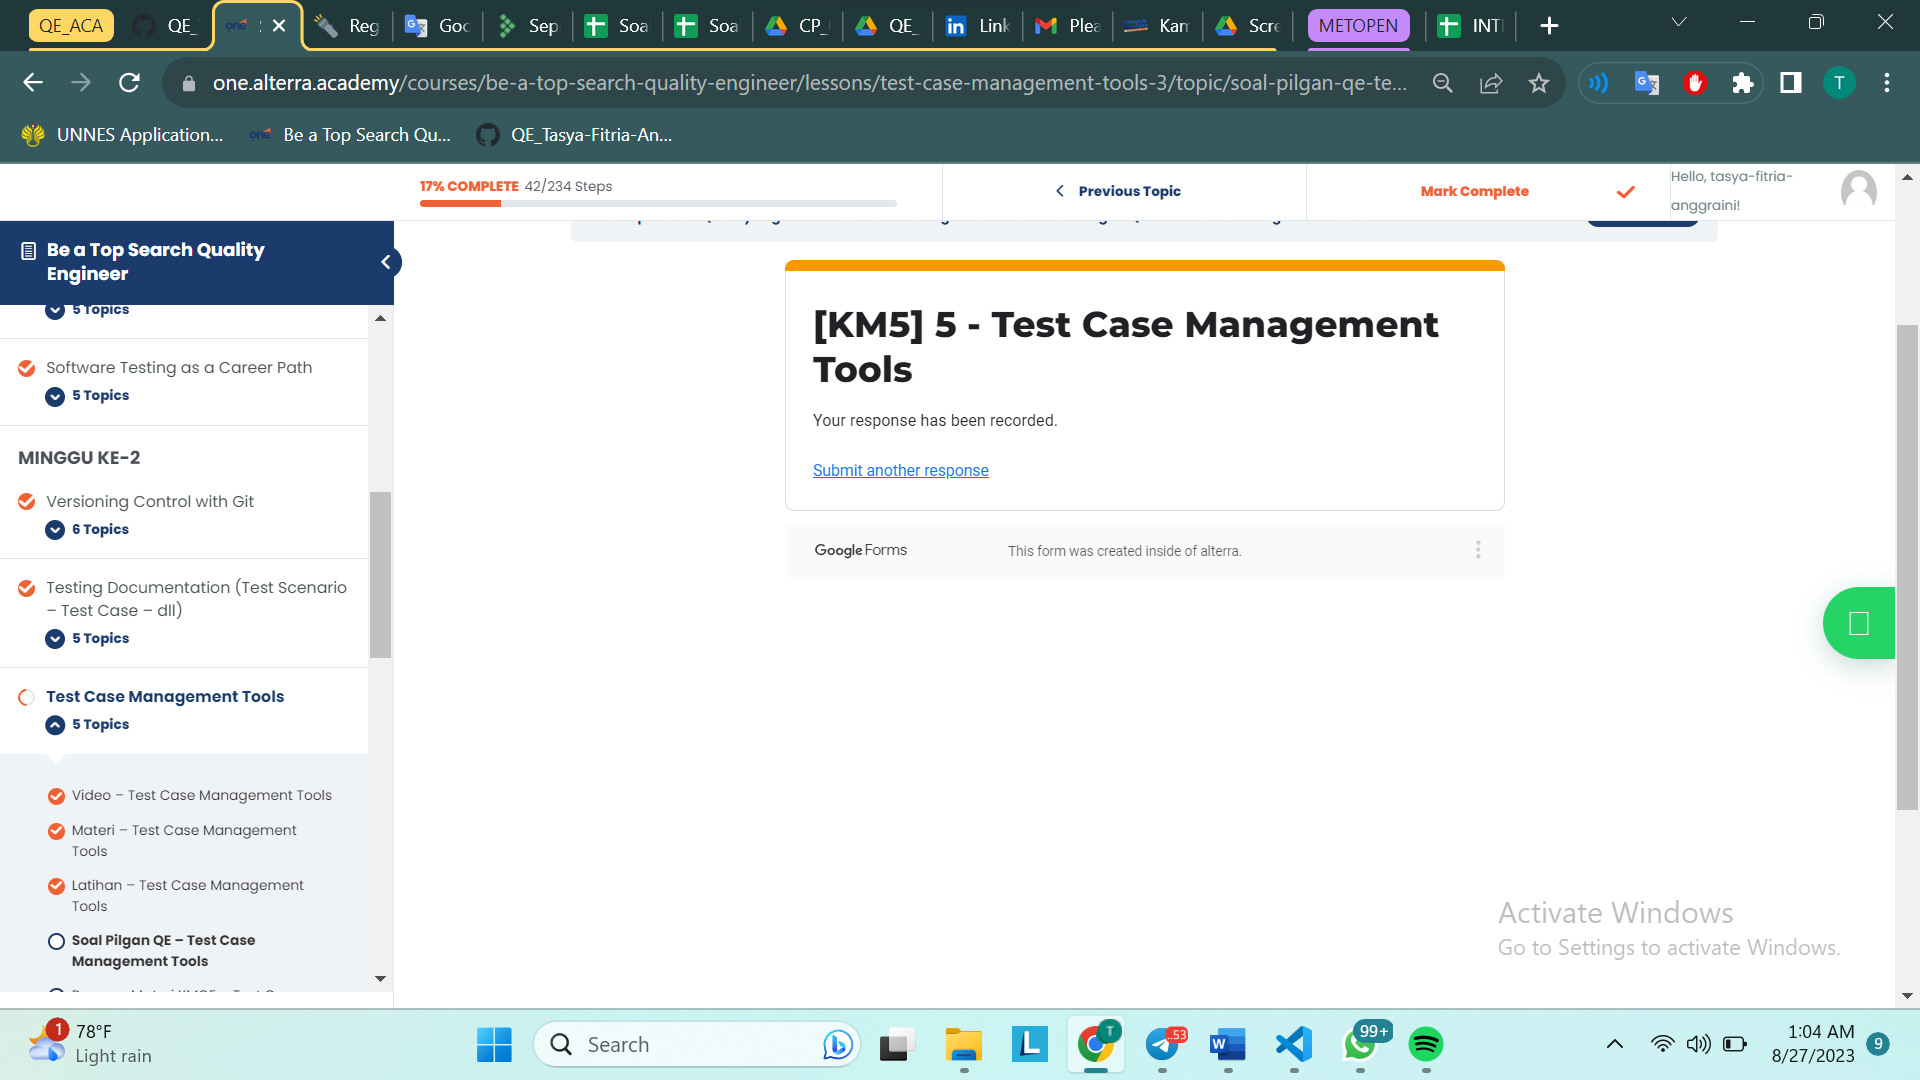 QE_ACA
QE_
one
Reg
Goo
Sep
Soa
Soa
CP_
QE_
Link
Plea
Kam
Scre
METOPEN
INTI
one.alterra.academy/courses/be-a-top-search-quality-engineer/lessons/test-case-management-tools-3/topic/soal-pilgan-qe-te...
T
UNNES Application...
one
Be a Top Search Qu...
QE_Tasya-Fitria-An...
17% COMPLETE 42/234 Steps
Previous Topic
Mark Complete
Hello, tasya-fitria-
anggraini!
Be a Top Search Quality
Engineer
5 Topics
Software Testing as a Career Path
5 Topics
MINGGU KE-2
Versioning Control with Git
6 Topics
Testing Documentation (Test Scenario
– Test Case – dll)
5 Topics
Test Case Management Tools
5 Topics
Video – Test Case Management Tools
Materi – Test Case Management
Tools
Latihan – Test Case Management
Tools
Soal Pilgan QE – Test Case
Management Tools
[KM5] 5 - Test Case Management
Tools
Your response has been recorded.
Submit another response
Google Forms
This form was created inside of alterra.
Activate Windows
Go to Settings to activate Windows.
1
78°F
Light rain
Search
L
T
53
W
99+
1:04 AM
8/27/2023
9